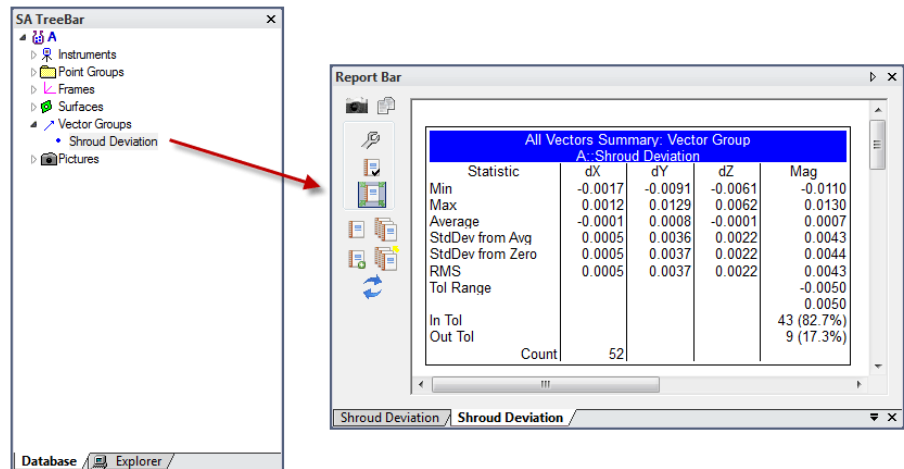 SA TreeBar x
A
Instruments
Point Groups
Frames
Surfaces
Vector Groups
Shroud Deviation
Pictures
Database Explorer
Report Bar
All Vectors Summary: Vector Group
A::Shroud Deviation
Statistic dX dY dZ Mag
Min -0.0017 -0.0091 -0.0061 -0.0110
Max 0.0012 0.0129 0.0062 0.0130
Average -0.0001 0.0008 -0.0001 0.0007
StdDev from Avg 0.0005 0.0036 0.0022 0.0043
StdDev from Zero 0.0005 0.0037 0.0022 0.0044
RMS 0.0005 0.0037 0.0022 0.0043
Tol Range -0.0050
0.0050
In Tol 43 (82.7%)
Out Tol 9 (17.3%)
Count 52
Shroud Deviation Shroud Deviation